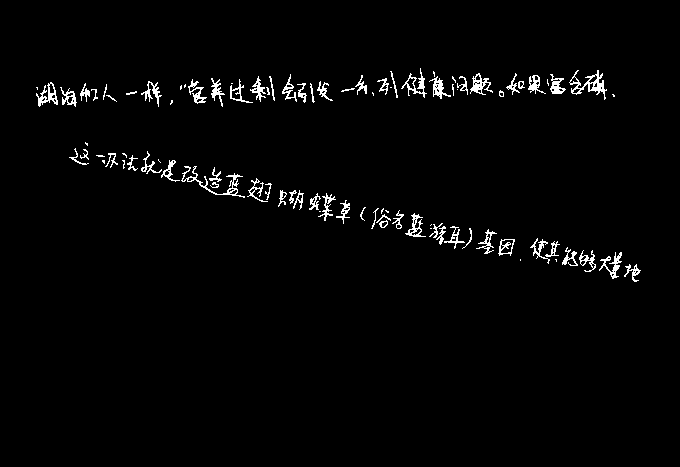 湖泊和人一样，“营养过剩会引发一系列健康问题。如果富含磷、
这一办法就是改造蓝翅蝴蝶草（俗名蓝猪耳）基因，使其能够大量地